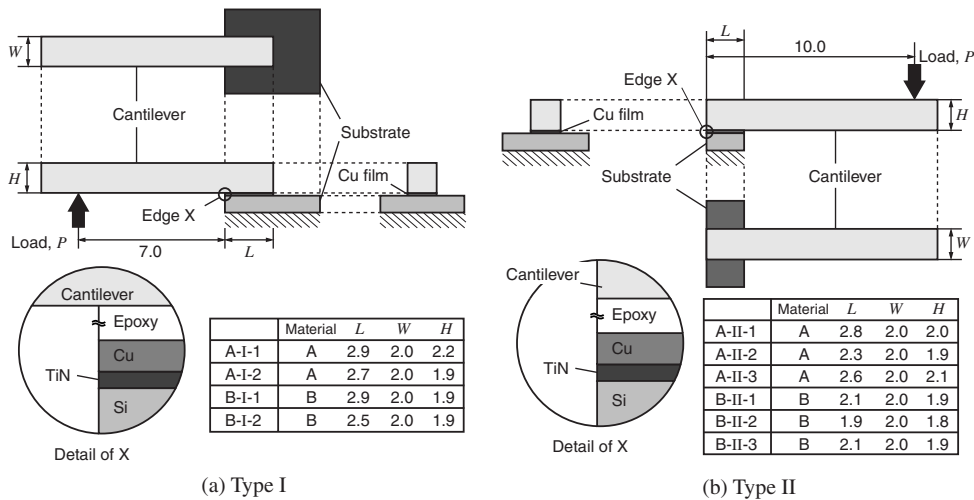 W
Cantilever
Substrate
H
Cu film
Edge X
Load, P
7.0
L
Cantilever
Epoxy
Cu
TiN
Si
Detail of X
Material L W H
A-I-1 A 2.9 2.0 2.2
A-I-2 A 2.7 2.0 1.9
B-I-1 B 2.9 2.0 1.9
B-I-2 B 2.5 2.0 1.9
(a) Type I
L
10.0
Load, P
Edge X
Cu film
H
Substrate
Cantilever
W
Cantilever
Epoxy
Cu
TiN
Si
Detail of X
Material L W H
A-II-1 A 2.8 2.0 2.0
A-II-2 A 2.3 2.0 1.9
A-II-3 A 2.6 2.0 2.1
B-II-1 B 2.1 2.0 1.9
B-II-2 B 1.9 2.0 1.8
B-II-3 B 2.1 2.0 1.9
(b) Type II